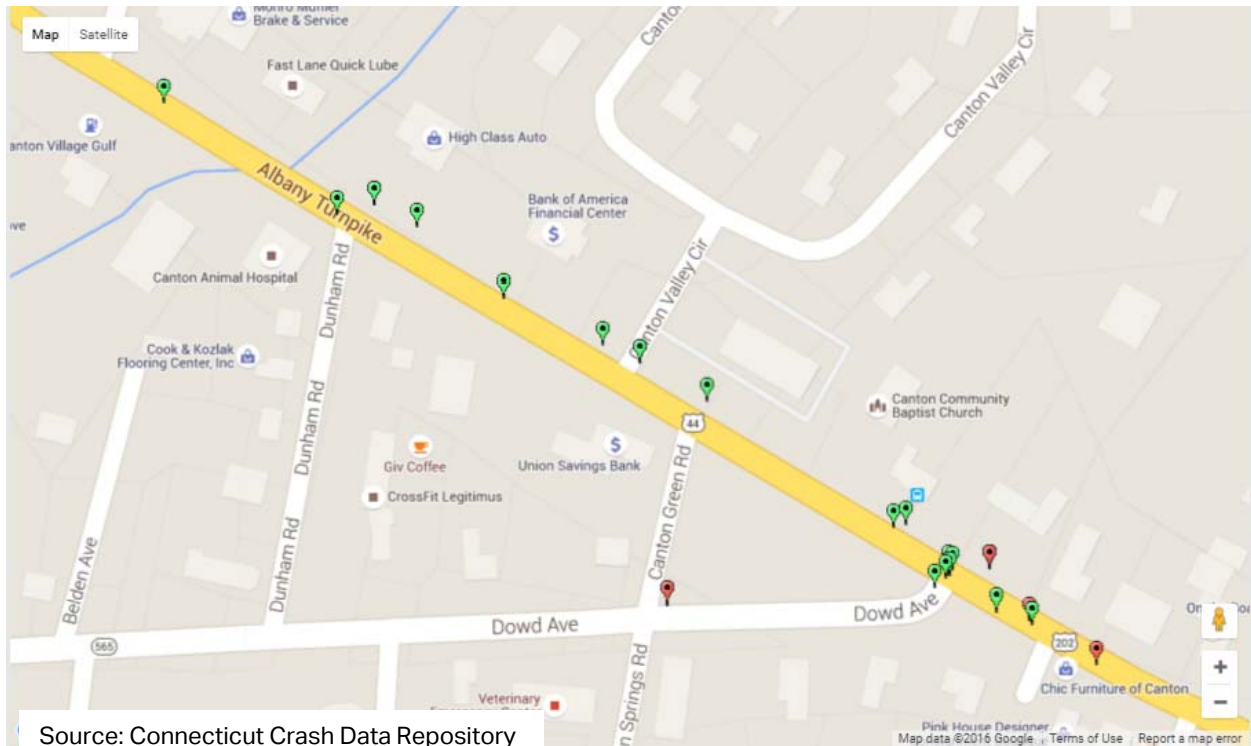 Map Satellite
Brake & Service
Fast Lane Quick Lube
anton Village Gulf
High Class Auto
Canton Valley Cir
Albany Turnpike
Bank of America
Financial Center
Canton Animal Hospital
Dunham Rd
Canton Valley Cir
Cook & Kozlak
Flooring Center, Inc
Canton Community
Baptist Church
44
Union Savings Bank
Giv Coffee
CrossFit Legitimus
Dunham Rd
Canton Green Rd
Belden Ave
Dunham Rd
Dowd Ave
Dowd Ave
565
202
Chic Furniture of Canton
Veterinary
n Springs Rd
Pink House Designer
Source: Connecticut Crash Data Repository
Map data ©2016 Google Terms of Use Report a map error